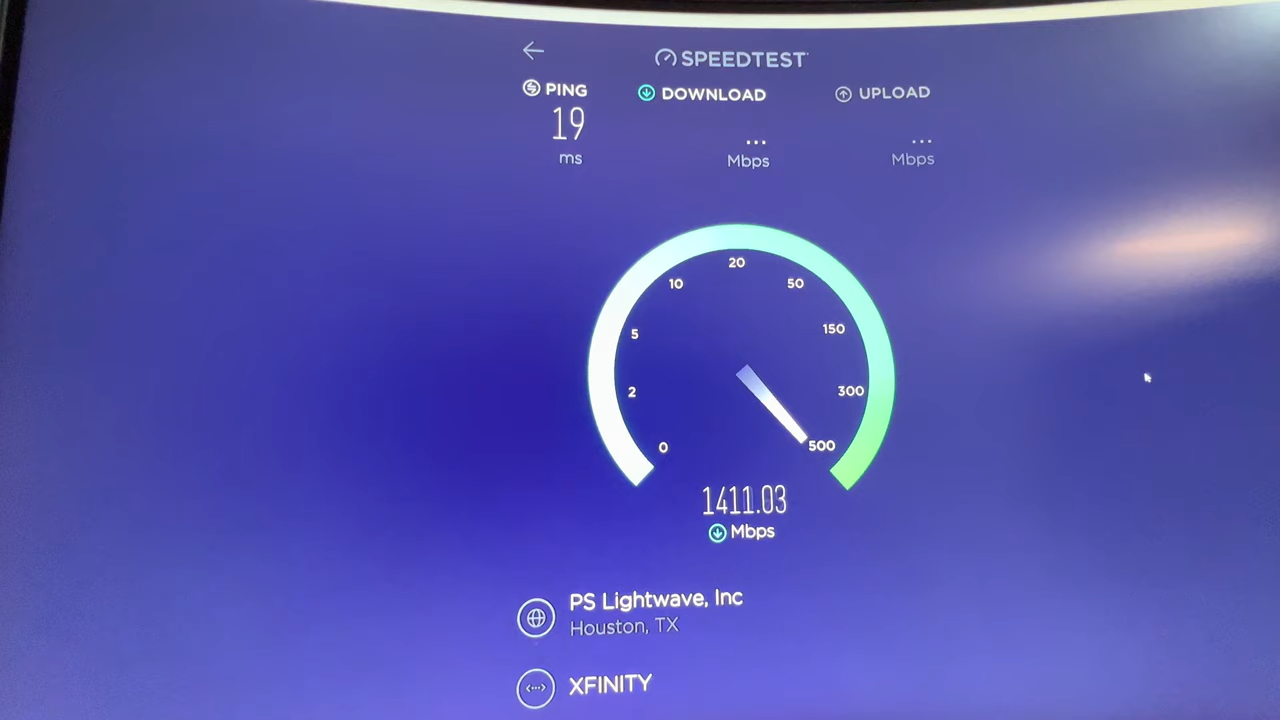 SPEEDTEST
PING DOWNLOAD UPLOAD
19 ... ...
ms Mbps Mbps
20
10 50
5 150
2 300
0 500
1411.03
Mbps
PS Lightwave, Inc
Houston, TX
XFINITY